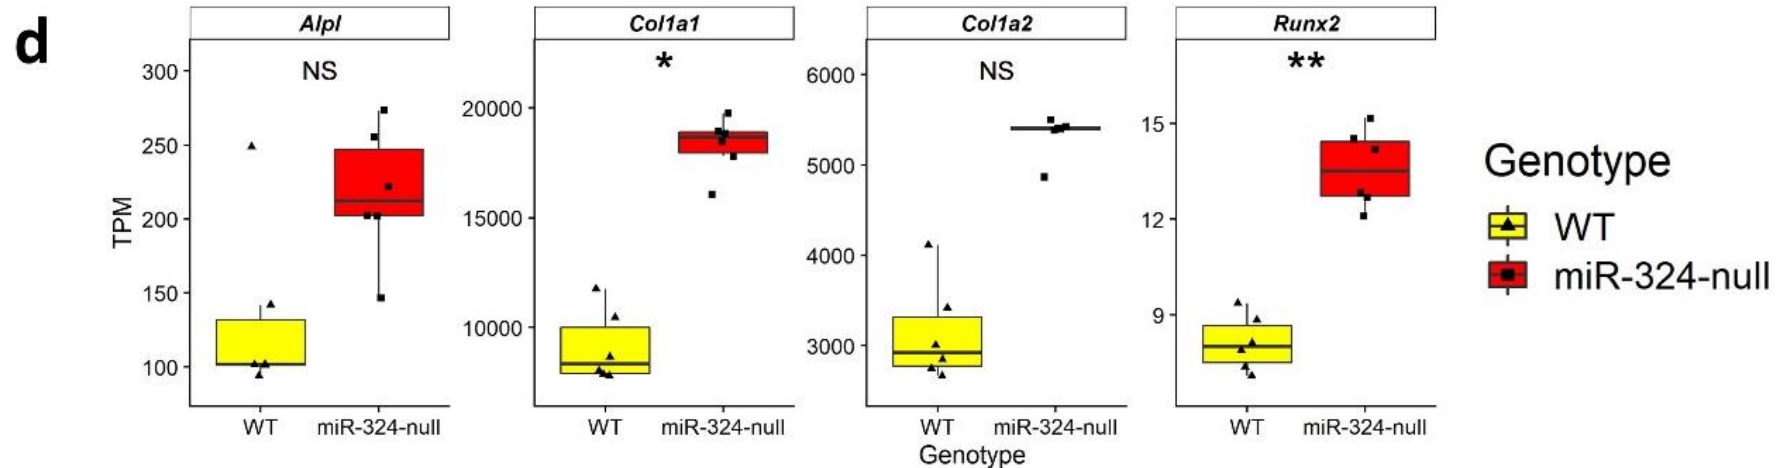 d
Alpl
Col1a1
Col1a2
Runx2
NS
*
NS
**
TPM
300
250
200
150
100
20000
15000
10000
6000
5000
4000
3000
15
12
9
WT
miR-324-null
WT
miR-324-null
WT
miR-324-null
WT
miR-324-null
Genotype
Genotype
WT
miR-324-null